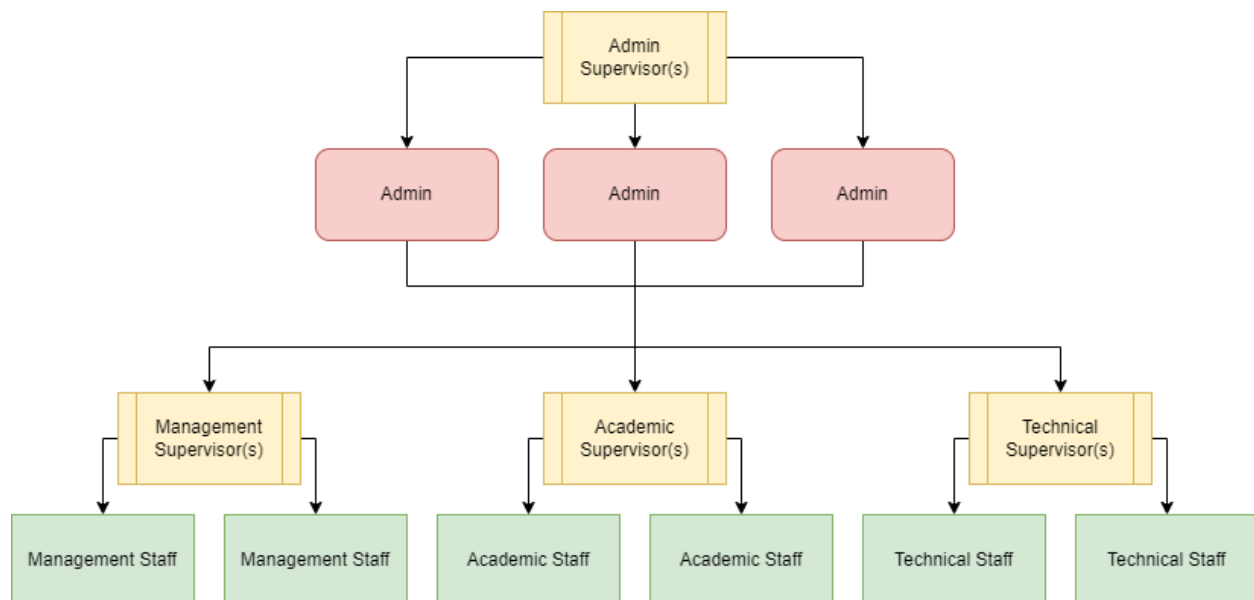 Admin
Supervisor(s)
Admin
Admin
Admin
Management
Supervisor(s)
Academic
Supervisor(s)
Technical
Supervisor(s)
Management Staff
Management Staff
Academic Staff
Academic Staff
Technical Staff
Technical Staff